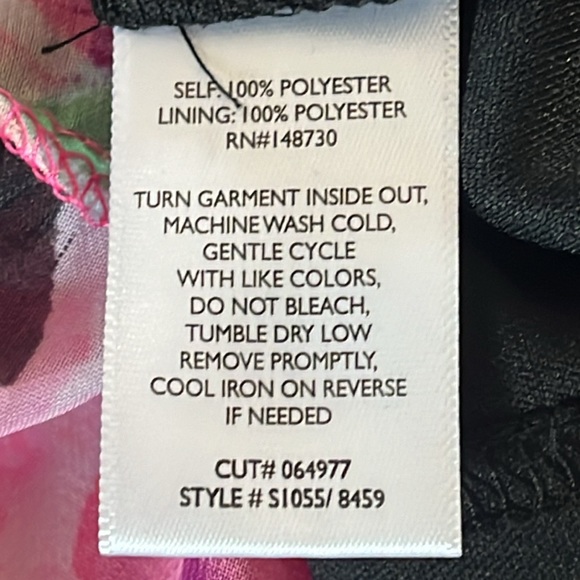 SELF: 100% POLYESTER
LINING: 100% POLYESTER
RN#148730
TURN GARMENT INSIDE OUT,
MACHINE WASH COLD,
GENTLE CYCLE
WITH LIKE COLORS,
DO NOT BLEACH,
TUMBLE DRY LOW
REMOVE PROMPTLY,
COOL IRON ON REVERSE
IF NEEDED
CUT# 064977
STYLE # S1055/ 8459